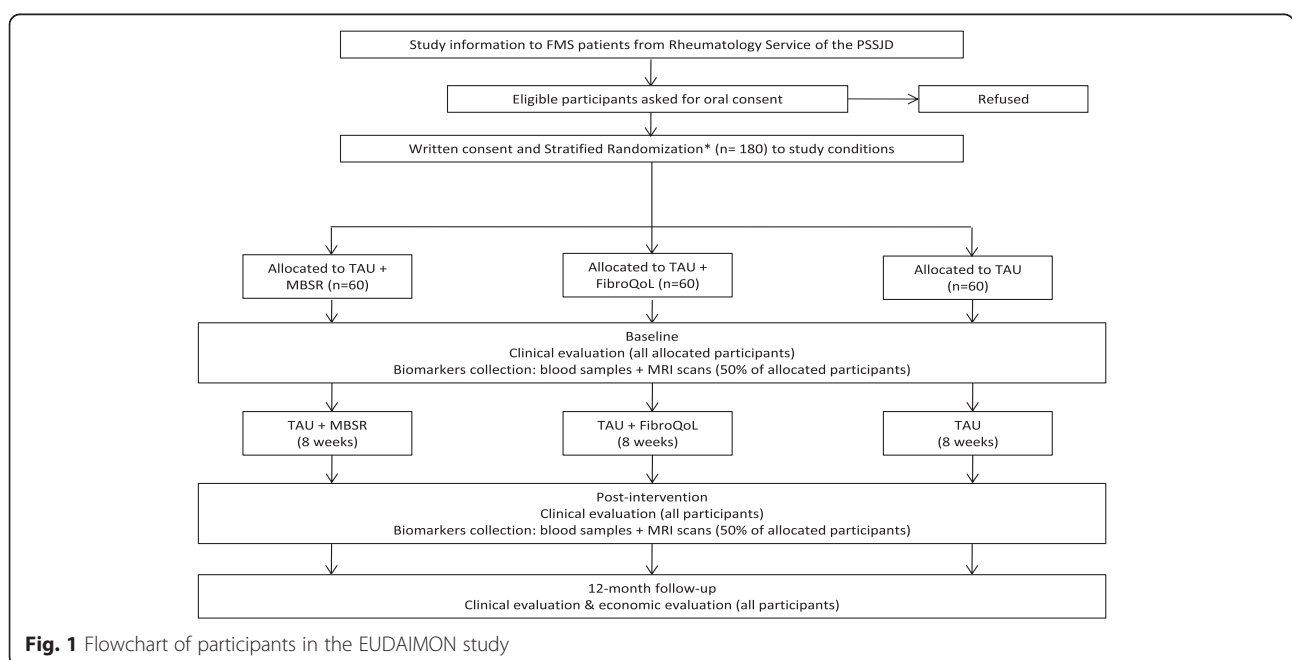 Study information to FMS patients from Rheumatology Service of the PSSJD
Eligible participants asked for oral consent
Refused
Written consent and Stratified Randomization* (n= 180) to study conditions
Allocated to TAU +
MBSR (n=60)
Allocated to TAU +
FibroQoL (n=60)
Allocated to TAU
(n=60)
Baseline
Clinical evaluation (all allocated participants)
Biomarkers collection: blood samples + MRI scans (50% of allocated participants)
TAU + MBSR
(8 weeks)
TAU + FibroQoL
(8 weeks)
TAU
(8 weeks)
Post-intervention
Clinical evaluation (all participants)
Biomarkers collection: blood samples + MRI scans (50% of allocated participants)
12-month follow-up
Clinical evaluation & economic evaluation (all participants)
Fig. 1 Flowchart of participants in the EUDAIMON study